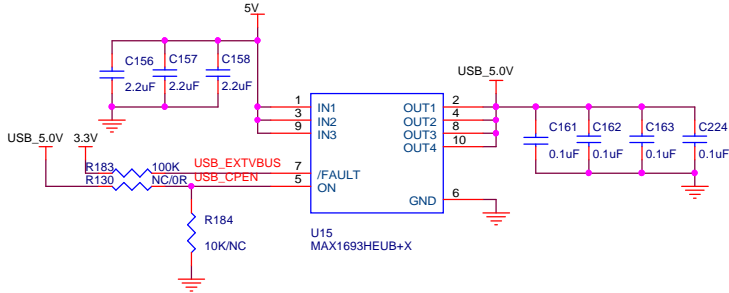 5V
C156
C157
C158
2.2uF
2.2uF
2.2uF
USB_5.0V
1
IN1
OUT1
2
3
IN2
OUT2
4
9
IN3
OUT3
8
OUT4
10
C161
C162
C163
C224
0.1uF
0.1uF
0.1uF
0.1uF
USB_5.0V
3.3V
R183
100K
USB_EXTVBUS
7
/FAULT
R130
NC/0R
USB_CPEN
5
ON
GND
6
R184
10K/NC
U15
MAX1693HEUB+X